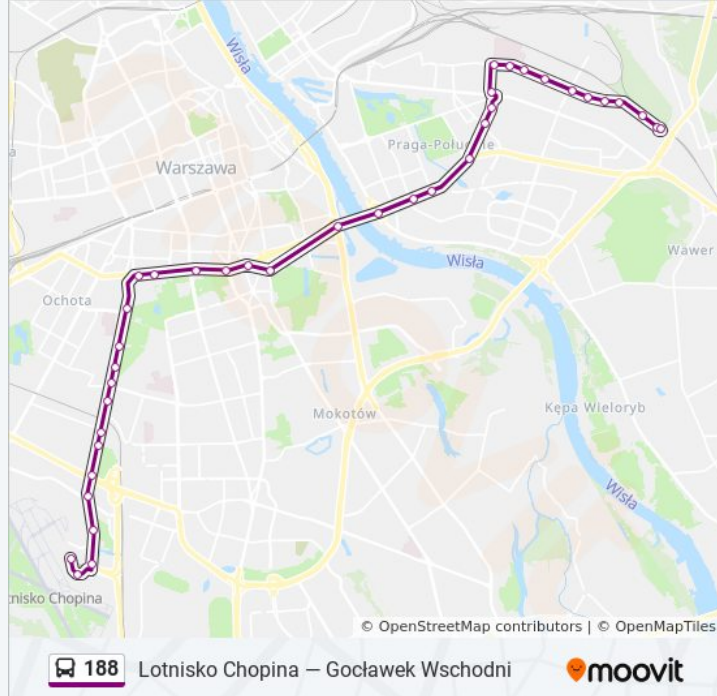 Wisła
Praga-Południe
Warszawa
Wisła
Wawer
Ochota
Mokotów
Kępa Wieloryb
Wisła
tnisko Chopina
© OpenStreetMap contributors | © OpenMapTiles
188 Lotnisko Chopina — Gocławek Wschodni moovit